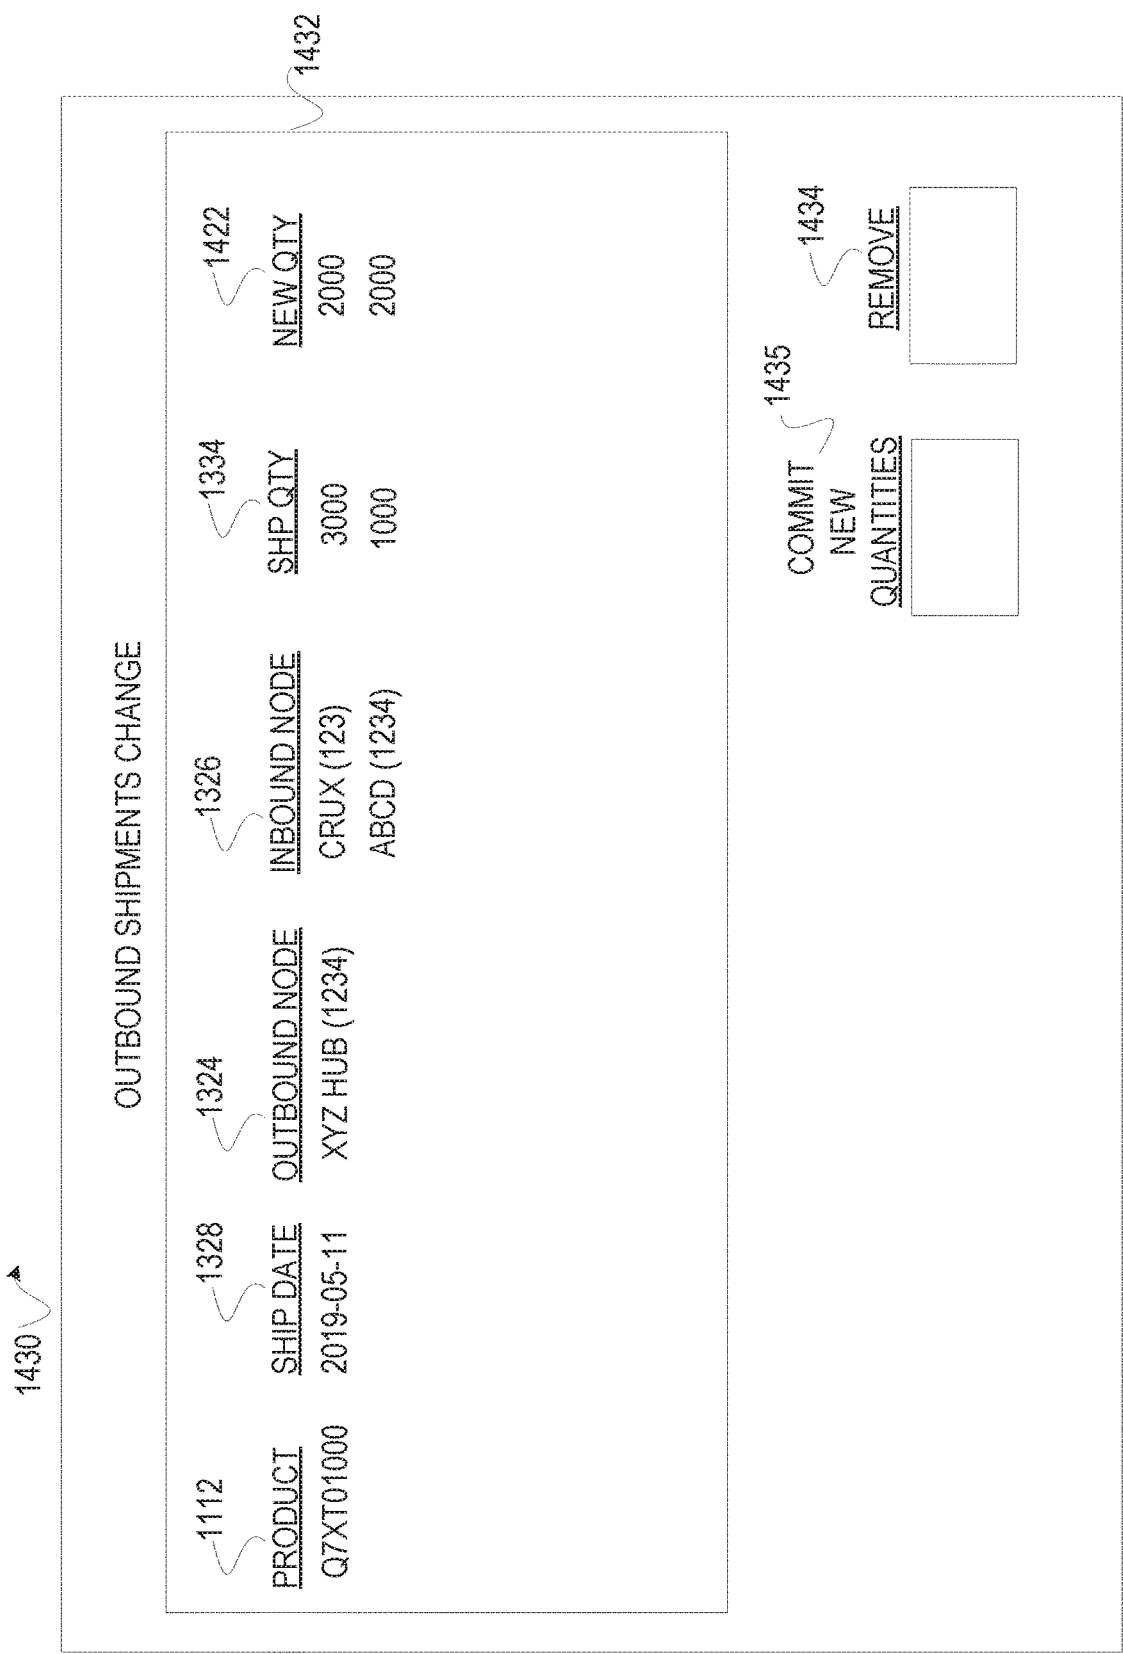 1430
OUTBOUND SHIPMENTS CHANGE
1432
1112 1328 1324 1326 1334 1422
PRODUCT SHIP DATE OUTBOUND NODE INBOUND NODE SHP QTY NEW QTY
Q7XT01000 2019-05-11 XYZ HUB (1234) CRUX (123) 3000 2000
ABCD (1234) 1000 2000
1435 1434
COMMIT
NEW
QUANTITIES REMOVE